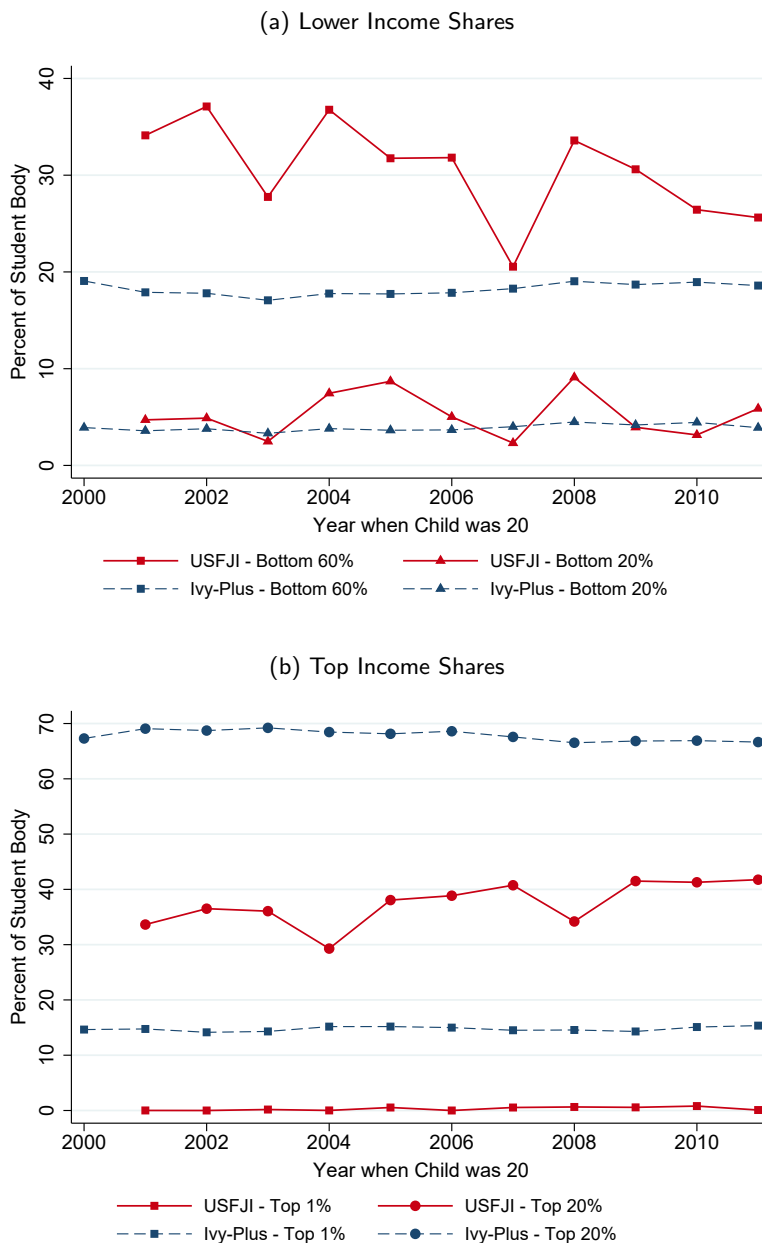 (a) Lower Income Shares
Percent of Student Body
40
30
20
10
0
2000 2002 2004 2006 2008 2010
Year when Child was 20
USFJI - Bottom 60% USFJI - Bottom 20%
Ivy-Plus - Bottom 60% Ivy-Plus - Bottom 20%
(b) Top Income Shares
Percent of Student Body
70
60
50
40
30
20
10
0
2000 2002 2004 2006 2008 2010
Year when Child was 20
USFJI - Top 1% USFJI - Top 20%
Ivy-Plus - Top 1% Ivy-Plus - Top 20%